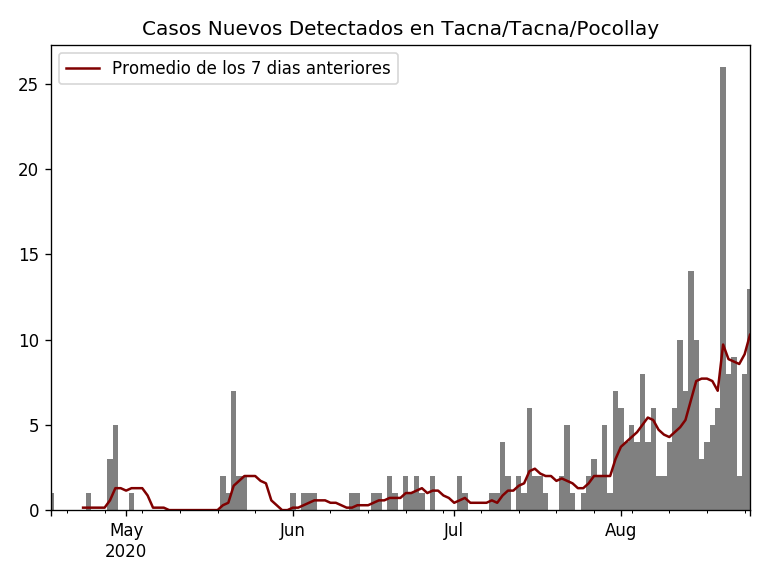 Casos Nuevos Detectados en Tacna/Tacna/Pocollay
Promedio de los 7 dias anteriores
25
20
15
10
5
0
May Jun Jul Aug
2020